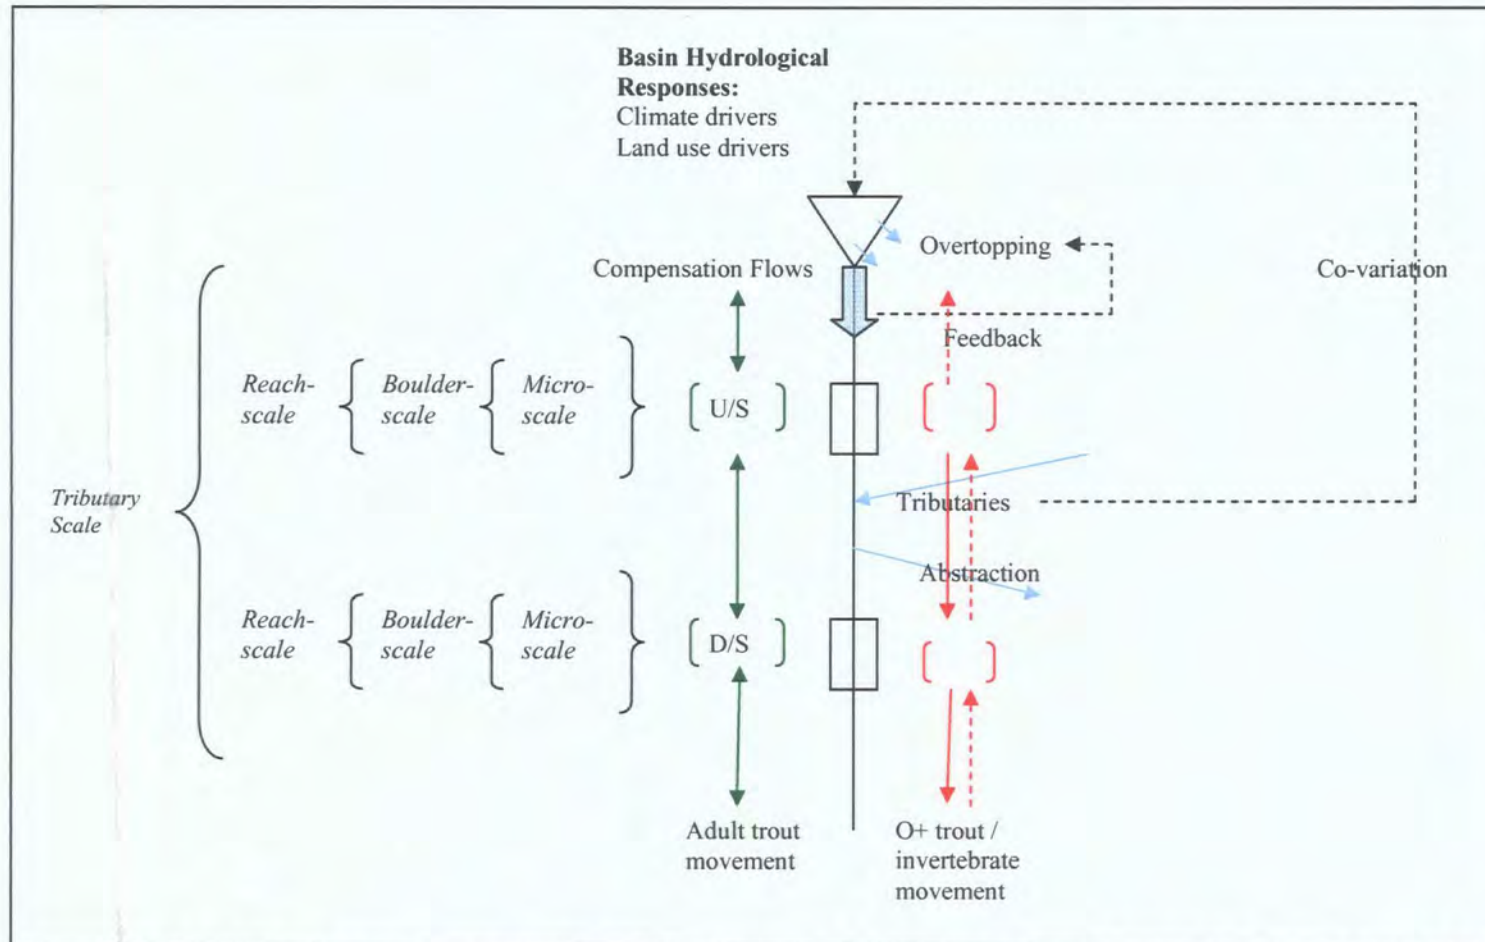 Basin Hydrological
Responses:
Climate drivers
Land use drivers
Overtopping
Compensation Flows
Co-variation
Feedback
Reach-
scale
Boulder-
scale
Micro-
scale
U/S
Tributary
Scale
Tributaries
Abstraction
Reach-
scale
Boulder-
scale
Micro-
scale
D/S
Adult trout
movement
O+ trout /
invertebrate
movement